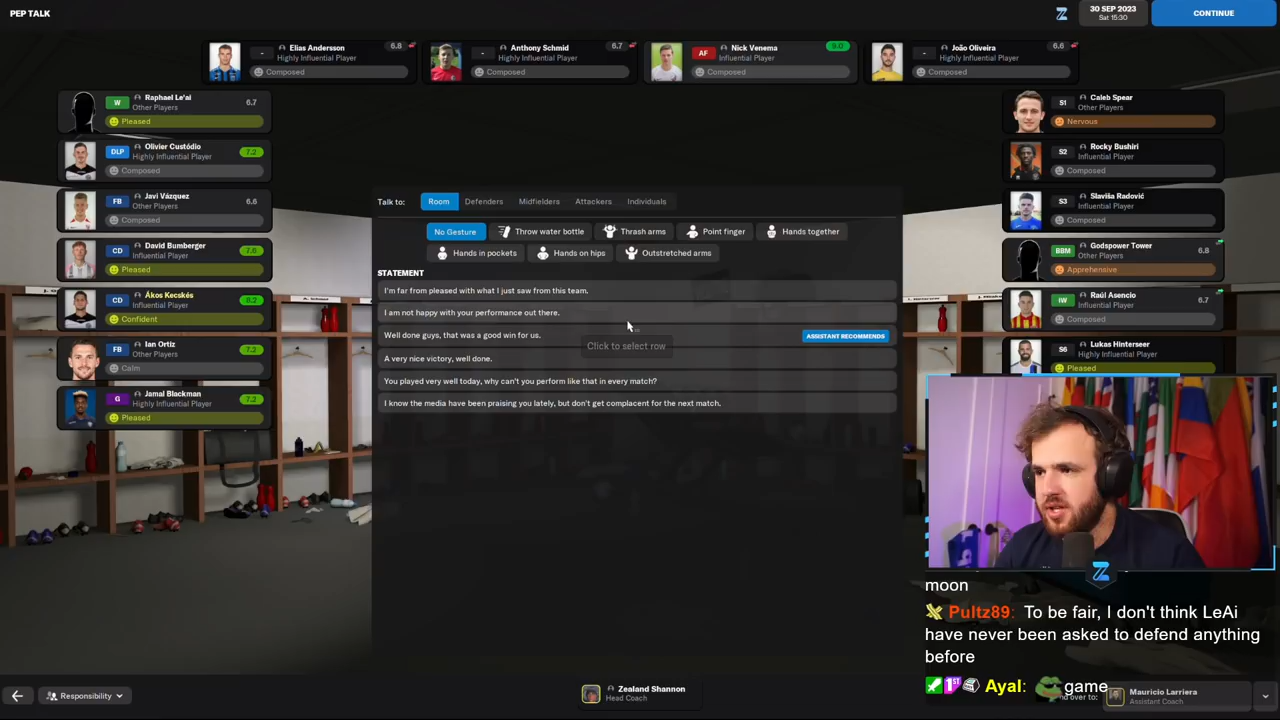 PEP TALK
30 SEP 2023
Sat 15:30
CONTINUE
- Elias Andersson 6.8
Highly Influential Player
Composed
- Anthony Schmid 6.7
Highly Influential Player
Composed
AF Nick Venema 9.0
Influential Player
Composed
- João Oliveira 6.6
Highly Influential Player
Composed
W Raphael Le'ai 6.7
Other Players
Pleased
DLP Olivier Custódio 7.2
Highly Influential Player
Composed
FB Javi Vázquez 6.6
Other Players
Composed
CD David Bumberger 7.0
Other Players
Pleased
CD Ákos Kecskés 8.2
Influential Player
Confident
FB Ian Ortiz 7.2
Other Players
Calm
G Jamal Blackman 7.2
Highly Influential Player
Pleased
Talk to: Room Defenders Midfielders Attackers Individuals
No Gesture Throw water bottle Thrash arms Point finger Hands together
Hands in pockets Hands on hips Outstretched arms
STATEMENT
I'm far from pleased with what I just saw from this team.
I am not happy with your performance out there.
Well done guys, that was a good win for us. ASSISTANT RECOMMENDS
Click to select row
A very nice victory, well done.
You played very well today, why can't you perform like that in every match?
I know the media have been praising you lately, but don't get complacent for the next match.
S1 Caleb Spear
Other Players
Nervous
S2 Rocky Bushiri
Influential Player
Composed
S3 Slaviša Radović
Influential Player
Composed
BBM Godspower Tower 6.8
Other Players
Apprehensive
IW Raúl Asencio 6.7
Influential Player
Composed
S6 Lukas Hinterseer
Highly Influential Player
Pleased
moon
Pultz89: To be fair, I don't think LeAi
have never been asked to defend anything
before
1ST Ayal: game
Responsibility
Zealand Shannon
Head Coach
Mauricio Larriera
Assistant Coach